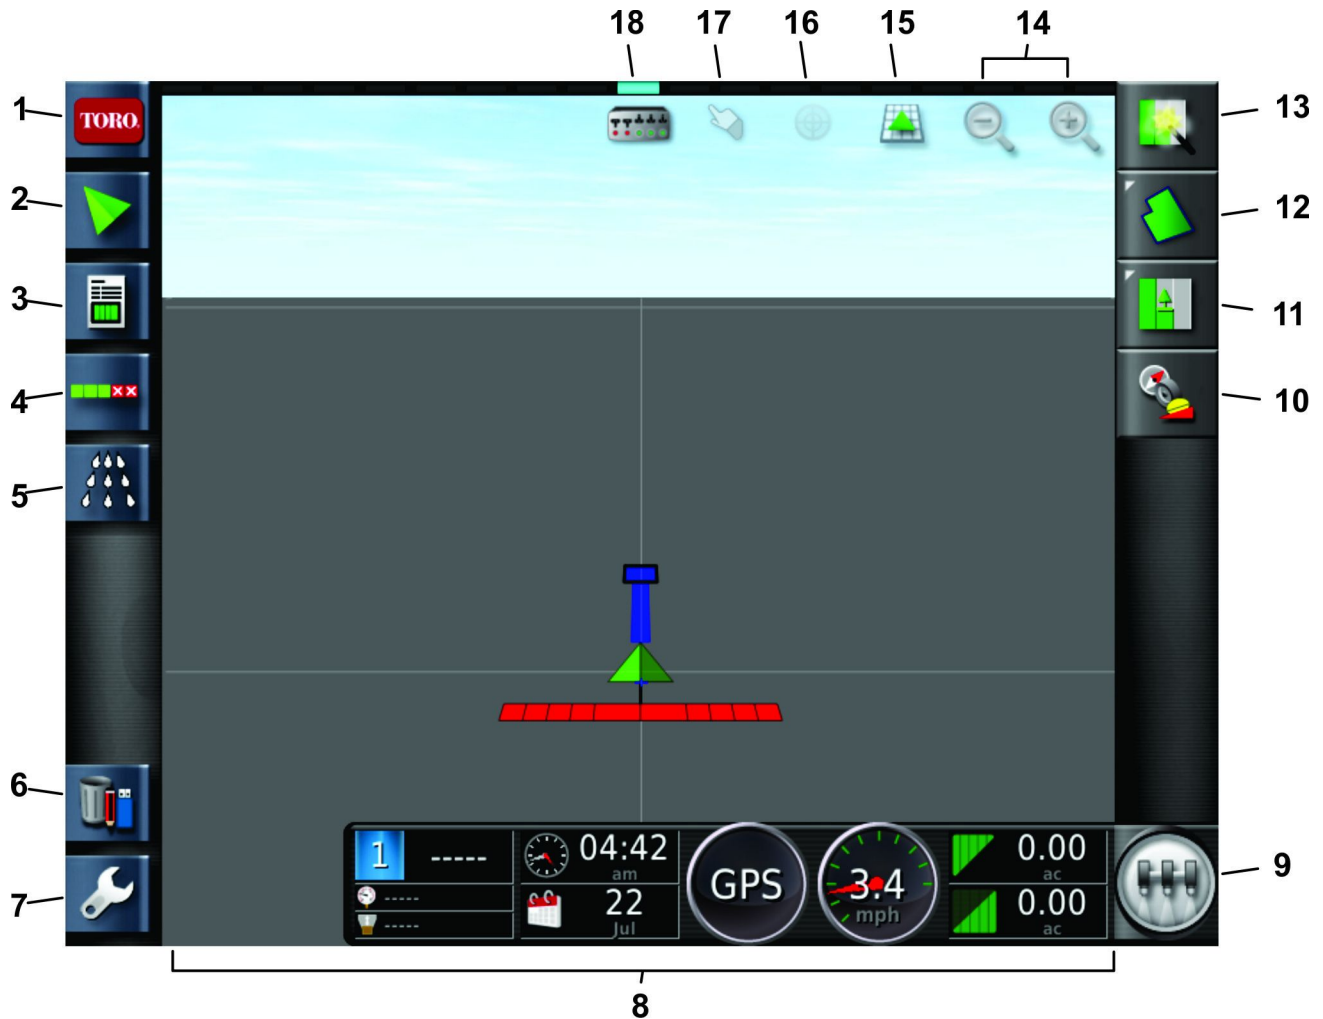 18 17 16 15 14
1 TORO. 13
2 12
3 11
4 10
5
6
7
1 -----
-----
-----
04:42
am
22
Jul
GPS
3.4
mph
0.00
ac
0.00
ac
9
8